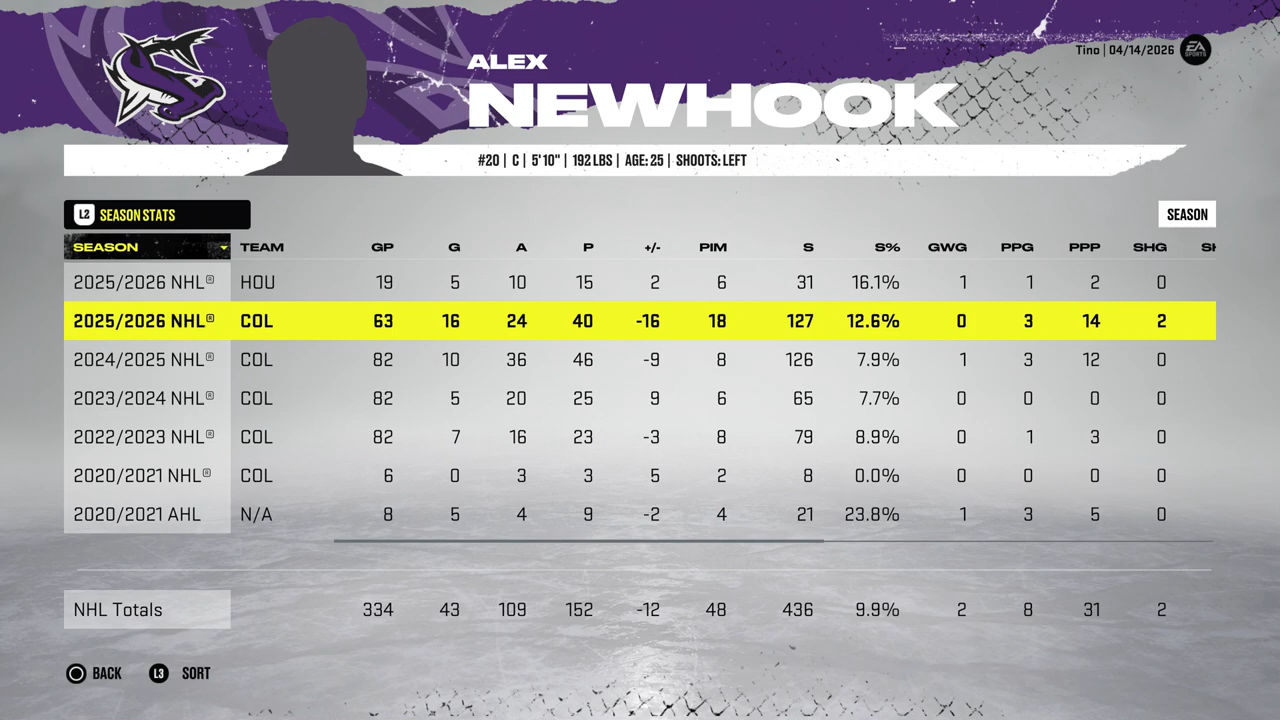 Tino | 04/14/2026 EA SPORTS
ALEX
NEWHOOK
#20 | C | 5'10" | 192 LBS | AGE: 25 | SHOOTS: LEFT
L2 SEASON STATS
SEASON
SEASON TEAM GP G A P +/- PIM S S% GWG PPG PPP SHG
2025/2026 NHL® HOU 19 5 10 15 2 6 31 16.1% 1 1 2 0
2025/2026 NHL® COL 63 16 24 40 -16 18 127 12.6% 0 3 14 2
2024/2025 NHL® COL 82 10 36 46 -9 8 126 7.9% 1 3 12 0
2023/2024 NHL® COL 82 5 20 25 9 6 65 7.7% 0 0 0 0
2022/2023 NHL® COL 82 7 16 23 -3 8 79 8.9% 0 1 3 0
2020/2021 NHL® COL 6 0 3 3 5 2 8 0.0% 0 0 0 0
2020/2021 AHL N/A 8 5 4 9 -2 4 21 23.8% 1 3 5 0
NHL Totals 334 43 109 152 -12 48 436 9.9% 2 8 31 2
BACK L3 SORT